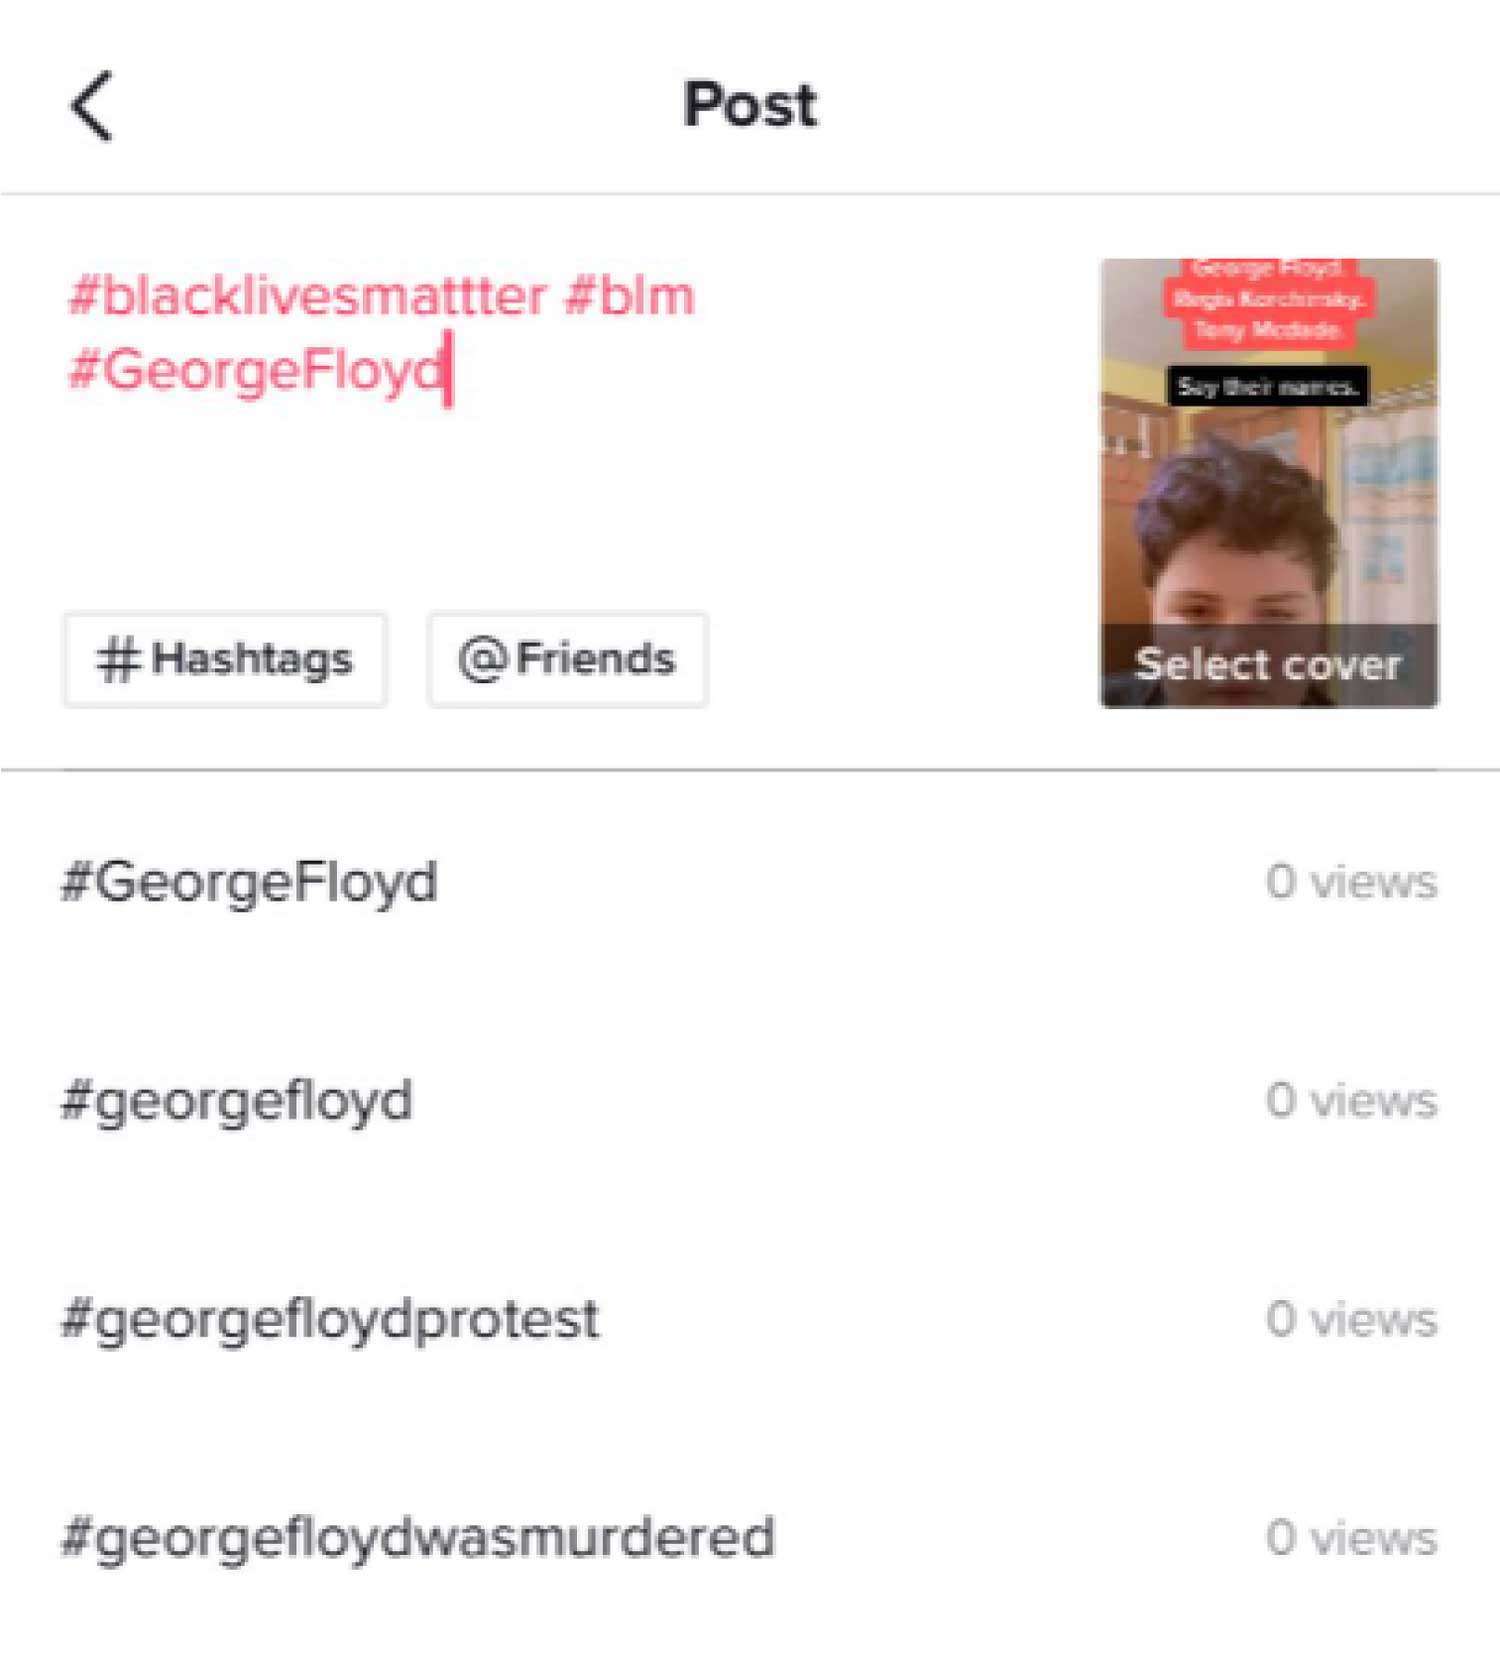 Post
#blacklivesmattter #blm
#GeorgeFloyd
George Floyd.
Regis Korchinsky.
Tony Mcdade.
Say their names.
# Hashtags
@ Friends
Select cover
#GeorgeFloyd 0 views
#georgefloyd 0 views
#georgefloydprotest 0 views
#georgefloydwasmurdered 0 views